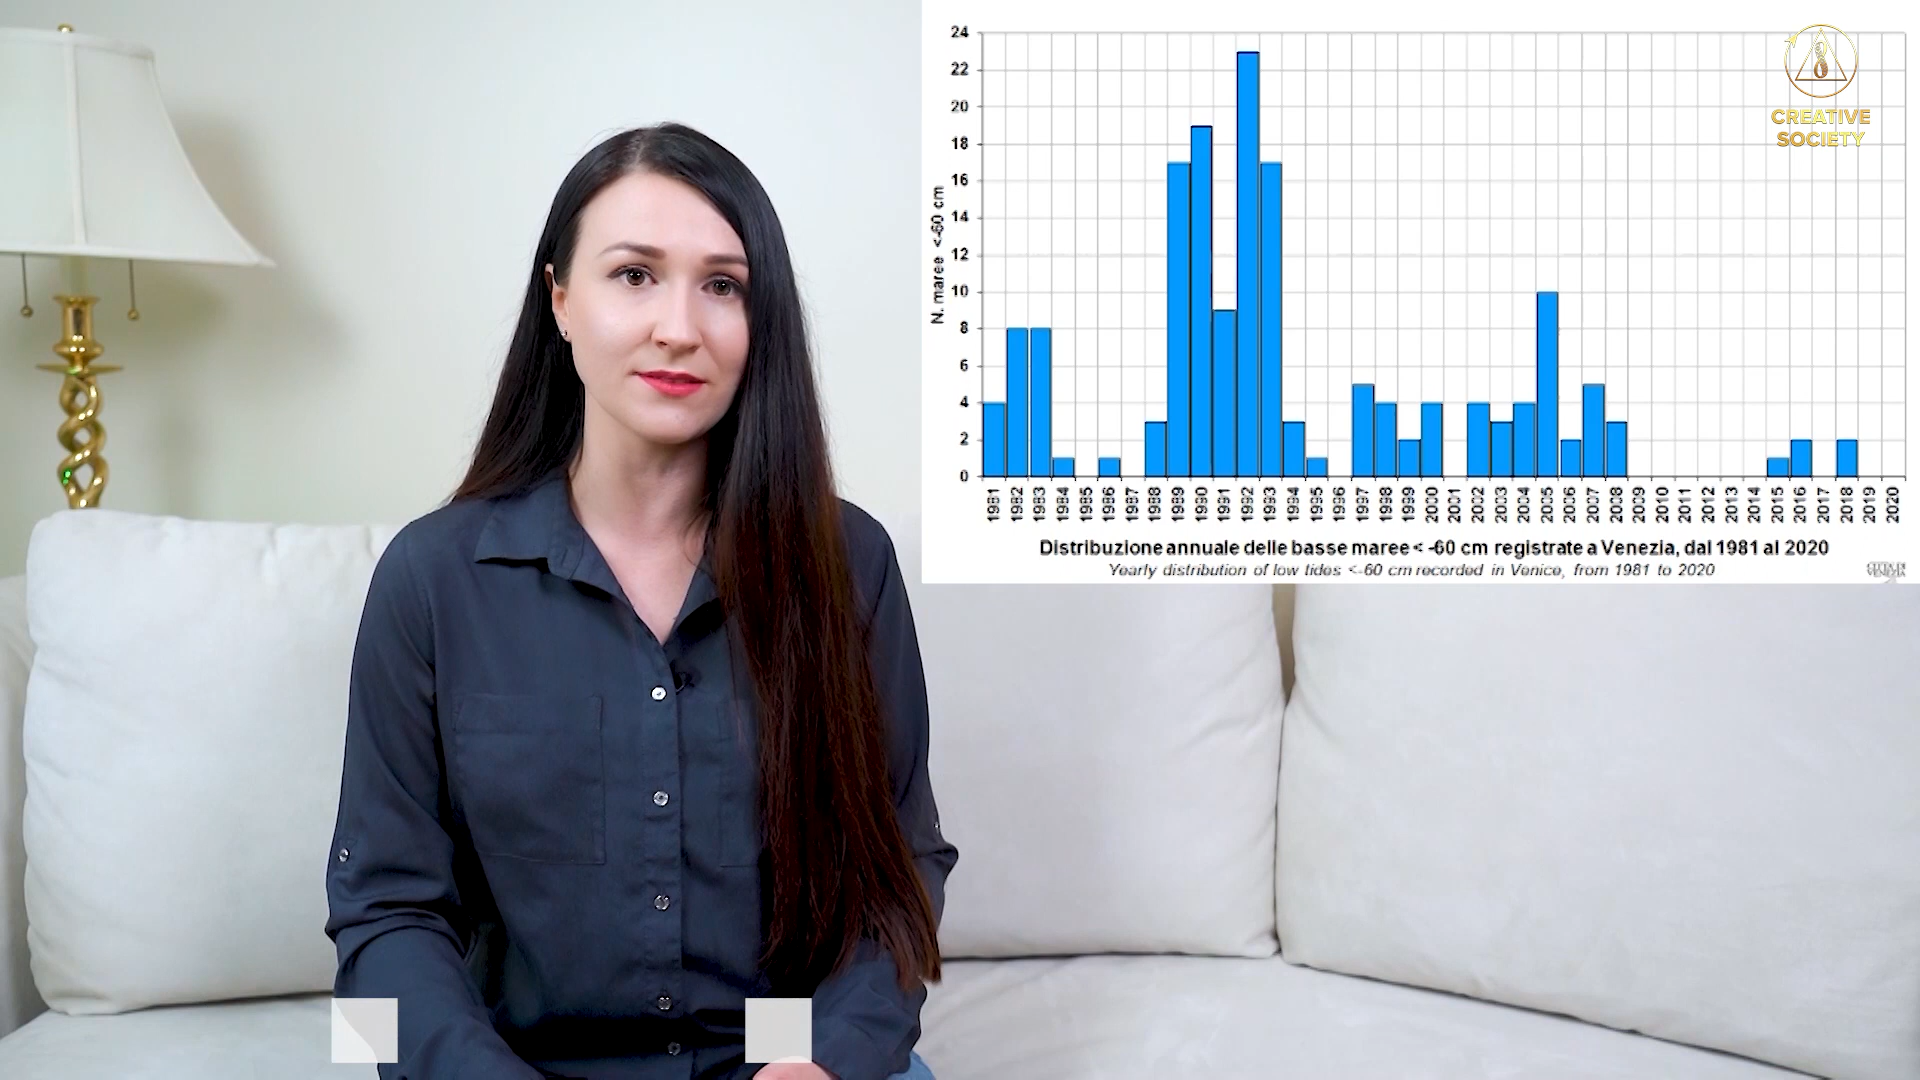 24
22
20
18
16
14
12
10
8
6
4
2
0
N. maree <-60 cm
1981 1982 1983 1984 1985 1986 1987 1988 1989 1990 1991 1992 1993 1994 1995 1996 1997 1998 1999 2000 2001 2002 2003 2004 2005 2006 2007 2008 2009 2010 2011 2012 2013 2014 2015 2016 2017 2018 2019 2020
Distribuzione annuale delle basse maree < -60 cm registrate a Venezia, dal 1981 al 2020
Yearly distribution of low tides <-60 cm recorded in Venice, from 1981 to 2020
CITTA DI
VENEZIA
CREATIVE
SOCIETY